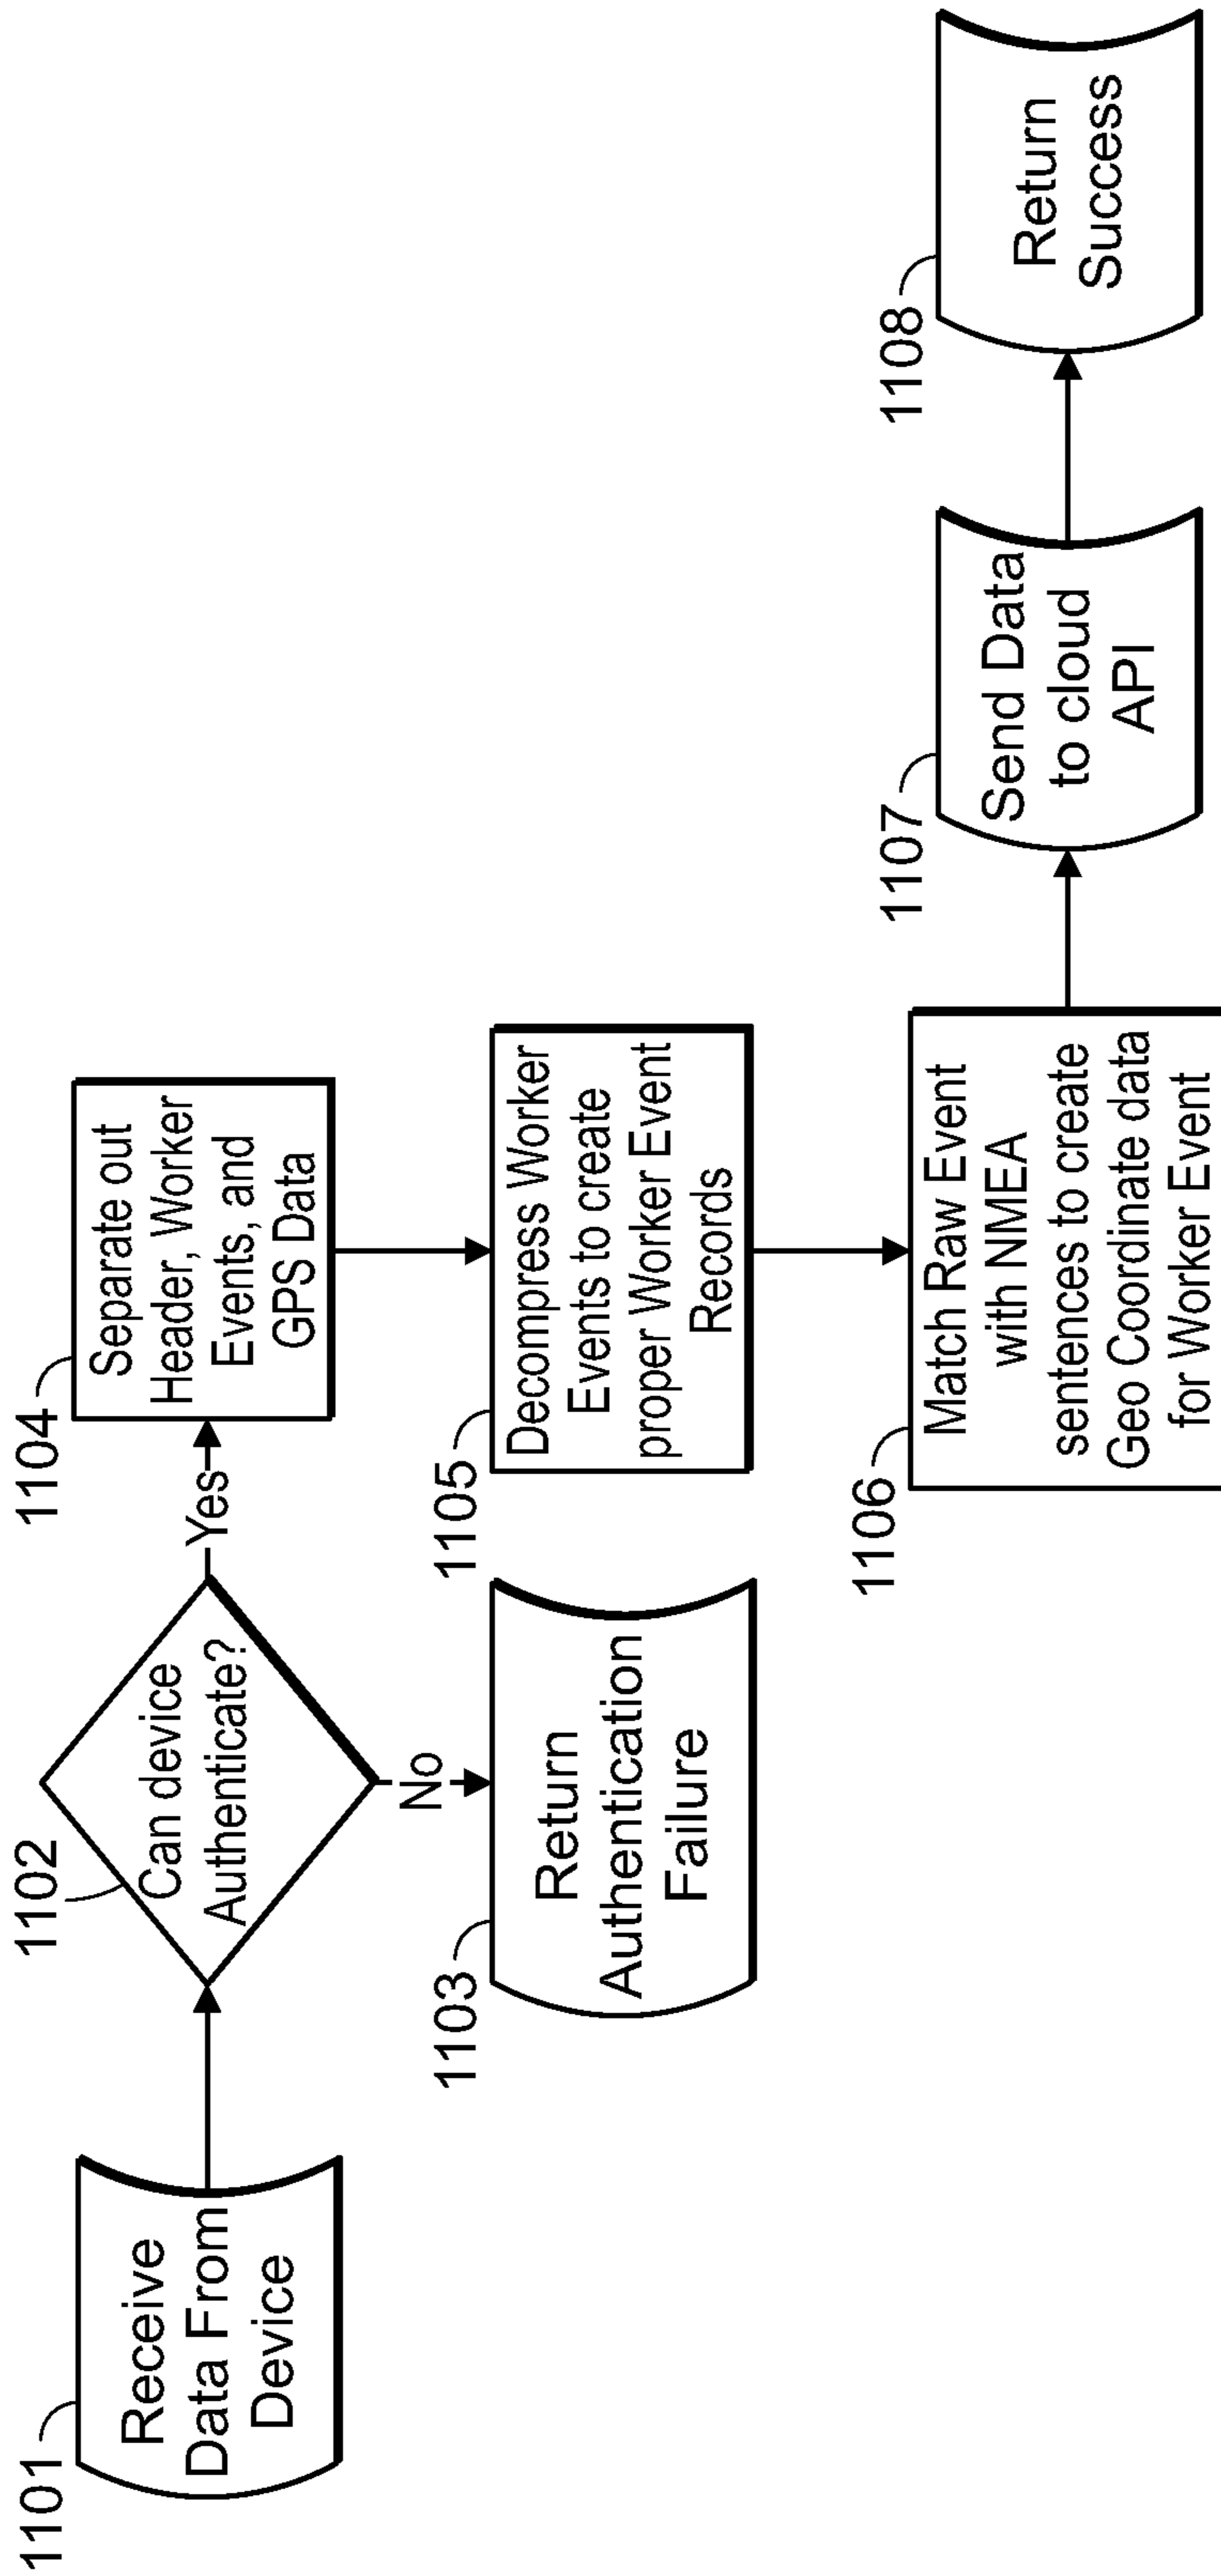 1101
Receive
Data From
Device
1102
Can device
Authenticate?
Yes
No
1103
Return
Authentication
Failure
1104
Separate out
Header, Worker
Events, and
GPS Data
1105
Decompress Worker
Events to create
proper Worker Event
Records
1106
Match Raw Event
with NMEA
sentences to create
Geo Coordinate data
for Worker Event
1107
Send Data
to cloud
API
1108
Return
Success